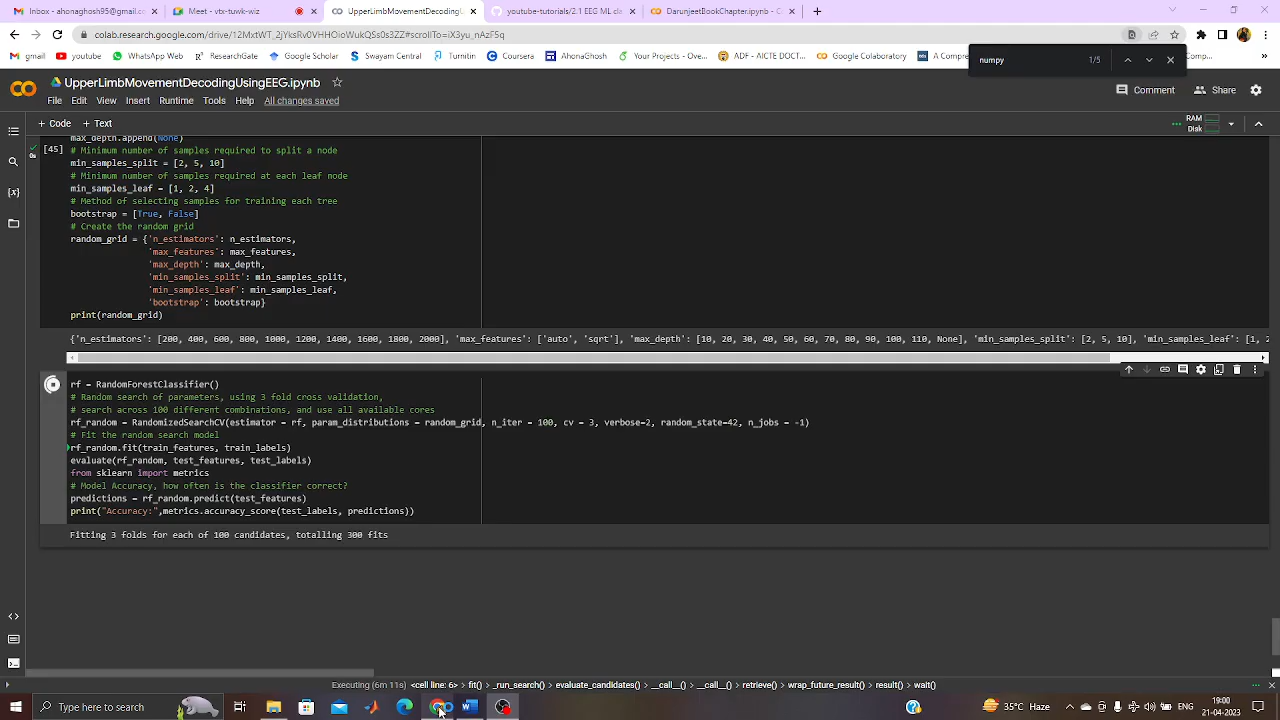 ahonaghosh95@gmail.c
Meet - vtx-tuwk-wiz
UpperLimbMovementDecodingL
youtube-tutorials/2.1 EEG ML cla
DarunjeetBookChapter.ipynb - Co
colab.research.google.com/drive/
Gmail
youtube
WhatsApp
ResearchGate
Google Scholar
Swayam Central
Turnitin
Coursera
AhonaGhosh
Your Projects - Ove...
ADF - AICTE DOCT...
Google Colaboratory
A Compre
Comp...
numpy 1/5
UpperLimbMovementDecodingUsingEEG.ipynb
File Edit View Insert Runtime Tools Help All changed saved
Comment Share
+ Code + Text
RAM
Disk
max_depth.append(None)
[45] # Minimum number of samples required to split a node
0s
min_samples_split = [2, 5, 10]
# Minimum number of samples required at each leaf node
min_samples_leaf = [1, 2, 4]
# Method of selecting samples for training each tree
bootstrap = [True, False]
# Create the random grid
random_grid = {'n_estimators': n_estimators,
'max_features': max_features,
'max_depth': max_depth,
'min_samples_split': min_samples_split,
'min_samples_leaf': min_samples_leaf,
'bootstrap': bootstrap}
print(random_grid)
{'n_estimators': [200, 400, 600, 800, 1000, 1200, 1400, 1600, 1800, 2000], 'max_features': ['auto', 'sqrt'], 'max_depth': [10, 20, 30, 40, 50, 60, 70, 80, 90, 100, 110, None], 'min_samples_split': [2, 5, 10], 'min_samples_leaf': [1, 2
rf = RandomForestClassifier()
# Random search of parameters, using 3 fold cross validation,
# search across 100 different combinations, and use all available cores
rf_random = RandomizedSearchCV(estimator = rf, param_distributions = random_grid, n_iter = 100, cv = 3, verbose=2, random_state=42, n_jobs = -1)
# Fit the random search model
rf_random.fit(train_features, train_labels)
evaluate(rf_random, test_features, test_labels)
from sklearn import metrics
# Model Accuracy, how often is the classifier correct?
predictions = rf_random.predict(test_features)
print("Accuracy:",metrics.accuracy_score(test_labels, predictions))
Fitting 3 folds for each of 100 candidates, totalling 300 fits
Executing (6m 11s) <cell line: 6> > fit() > _run_search() > evaluate_candidates() > __call__() > __call__() > retrieve() > wrap_future_result() > result() > wait()
Type here to search
19:00
21-04-2023